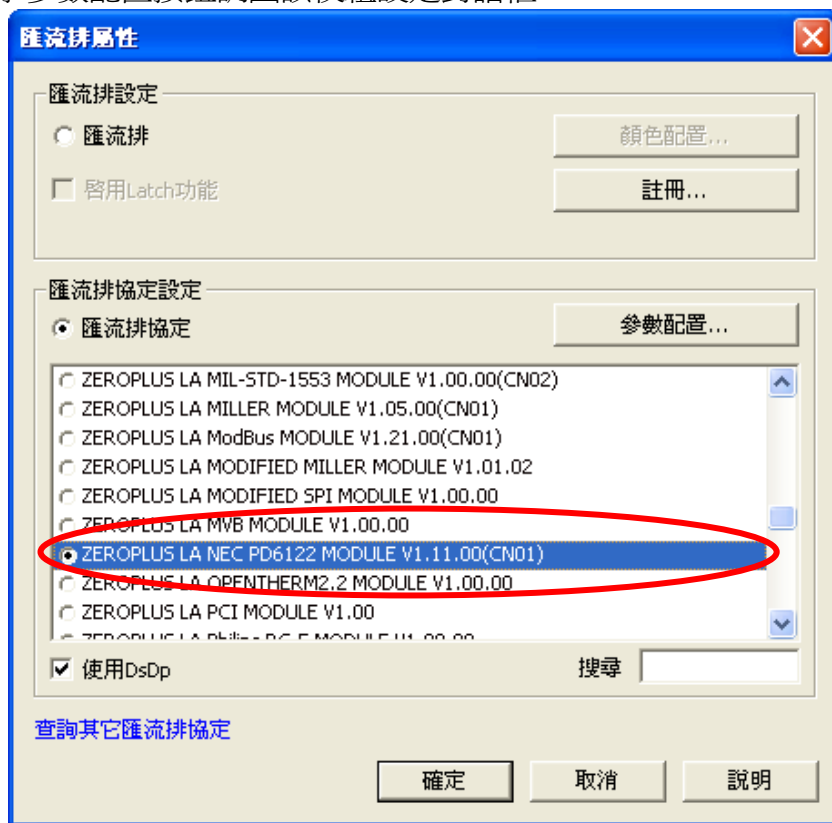 匯流排屬性
匯流排設定
匯流排
顏色配置...
啓用Latch功能
註冊...
匯流排協定設定
匯流排協定
參數配置...
ZEROPLUS LA MIL-STD-1553 MODULE V1.00.00(CN02)
ZEROPLUS LA MILLER MODULE V1.05.00(CN01)
ZEROPLUS LA ModBus MODULE V1.21.00(CN01)
ZEROPLUS LA MODIFIED MILLER MODULE V1.01.02
ZEROPLUS LA MODIFIED SPI MODULE V1.00.00
ZEROPLUS LA MVB MODULE V1.00.00
ZEROPLUS LA NEC PD6122 MODULE V1.11.00(CN01)
ZEROPLUS LA OPENTHERM2.2 MODULE V1.00.00
ZEROPLUS LA PCI MODULE V1.00
使用DsDp
搜尋
查詢其它匯流排協定
確定
取消
說明